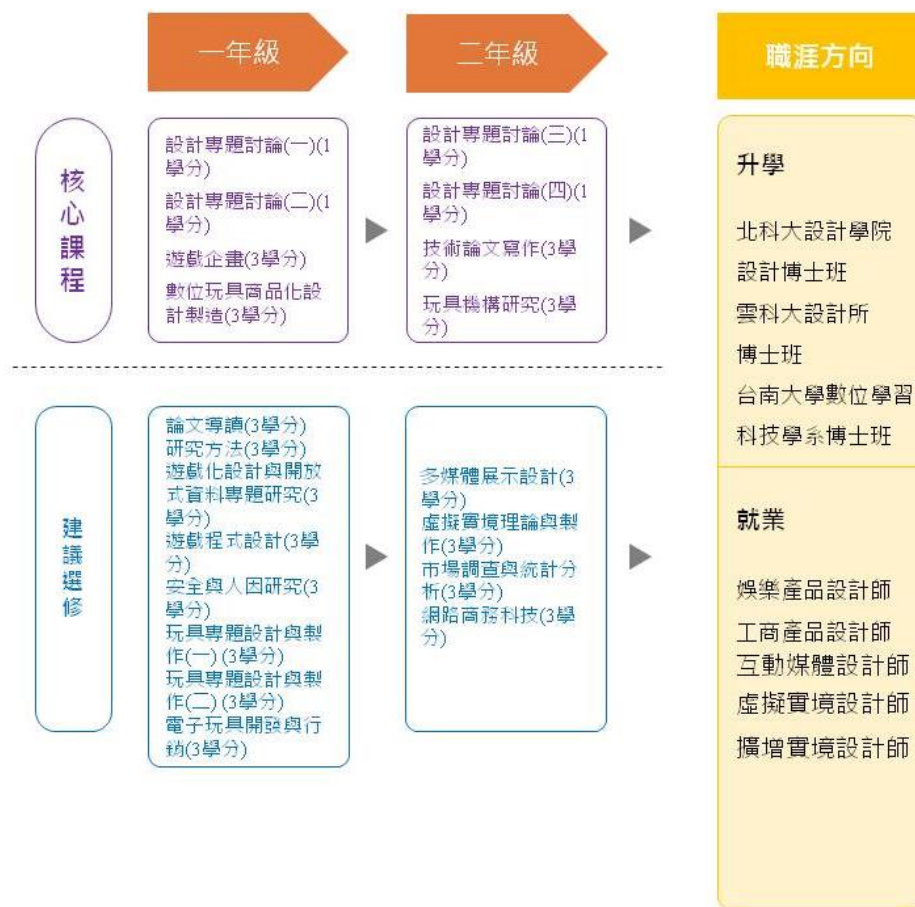 一年級
二年級
職涯方向
核
心
課
程
設計專題討論(一)(1
學分)
設計專題討論(二)(1
學分)
遊戲企畫(3學分)
數位玩具商品化設
計製造(3學分)
設計專題討論(三)(1
學分)
設計專題討論(四)(1
學分)
技術論文寫作(3學
分)
玩具機構研究(3學
分)
建
議
選
修
論文導讀(3學分)
研究方法(3學分)
遊戲化設計與開放
式資料專題研究(3
學分)
遊戲程式設計(3學
分)
安全與人因研究(3
學分)
玩具專題設計與製
作(一) (3學分)
玩具專題設計與製
作(二) (3學分)
電子玩具開發與行
銷(3學分)
多媒體展示設計(3
學分)
虛擬實境理論與製
作(3學分)
市場調查與統計分
析(3學分)
網路商務科技(3學
分)
升學
北科大設計學院
設計博士班
雲科大設計所
博士班
台南大學數位學習
科技學系博士班
就業
娛樂產品設計師
工商產品設計師
互動媒體設計師
虛擬實境設計師
擴增實境設計師